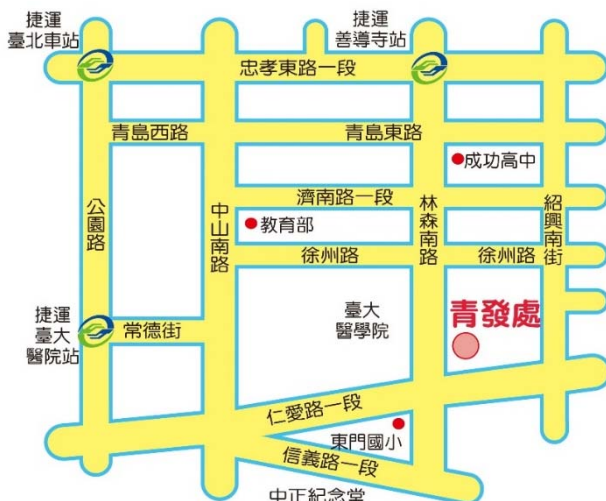 捷運
臺北車站
捷運
善導寺站
忠孝東路一段
青島西路
青島東路
成功高中
公園路
中山南路
濟南路一段
林森南路
紹興南街
教育部
徐州路
徐州路
捷運
臺大
醫院站
常德街
臺大
醫學院
青發處
仁愛路一段
東門國小
信義路一段
中正紀念堂